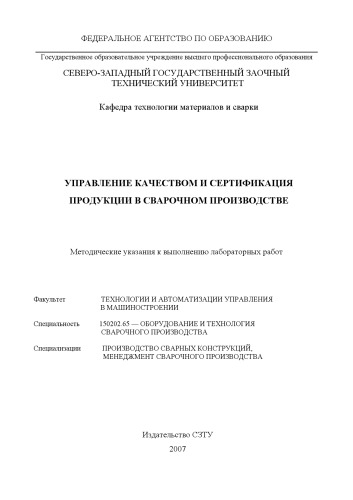 ФЕДЕРАЛЬНОЕ АГЕНТСТВО ПО ОБРАЗОВАНИЮ
Государственное образовательное учреждение высшего профессионального образования
СЕВЕРО-ЗАПАДНЫЙ ГОСУДАРСТВЕННЫЙ ЗАОЧНЫЙ
ТЕХНИЧЕСКИЙ УНИВЕРСИТЕТ
Кафедра технологии материалов и сварки
УПРАВЛЕНИЕ КАЧЕСТВОМ И СЕРТИФИКАЦИЯ
ПРОДУКЦИИ В СВАРОЧНОМ ПРОИЗВОДСТВЕ
Методические указания к выполнению лабораторных работ
Факультет ТЕХНОЛОГИИ И АВТОМАТИЗАЦИИ УПРАВЛЕНИЯ
В МАШИНОСТРОЕНИИ
Специальность 150202.65 — ОБОРУДОВАНИЕ И ТЕХНОЛОГИЯ
СВАРОЧНОГО ПРОИЗВОДСТВА
Специализации ПРОИЗВОДСТВО СВАРНЫХ КОНСТРУКЦИЙ,
МЕНЕДЖМЕНТ СВАРОЧНОГО ПРОИЗВОДСТВА
Издательство СЗТУ
2007